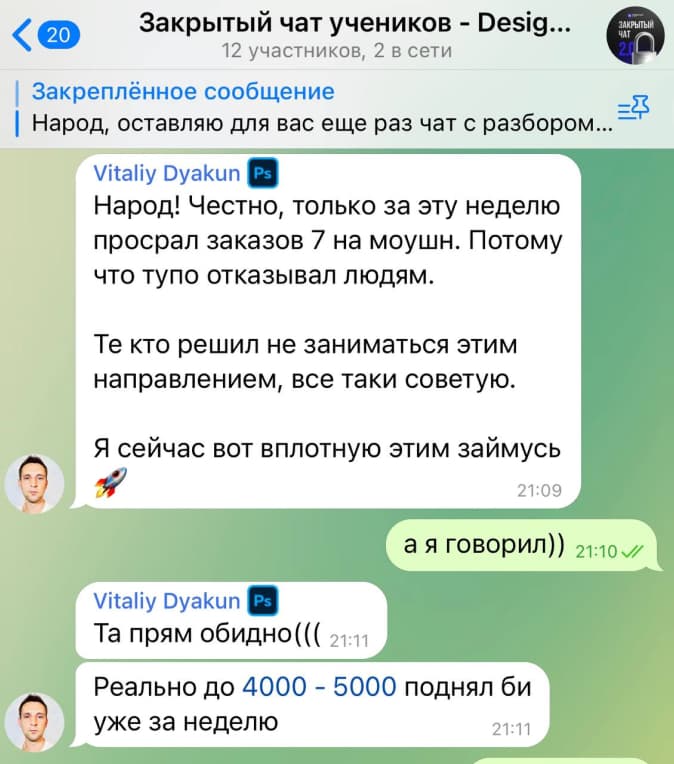 20
Закрытый чат учеников - Desig...
12 участников, 2 в сети
ЗАКРЫТЫЙ
ЧАТ
2.0
Закреплённое сообщение
Народ, оставляю для вас еще раз чат с разбором...
Vitaliy Dyakun Ps
Народ! Честно, только за эту неделю
просрал заказов 7 на моушн. Потому
что тупо отказывал людям.
Те кто решил не заниматься этим
направлением, все таки советую.
Я сейчас вот вплотную этим займусь
🚀
21:09
а я говорил)) 21:10
Vitaliy Dyakun Ps
Та прям обидно((( 21:11
Реально до 4000 - 5000 поднял би
уже за неделю
21:11